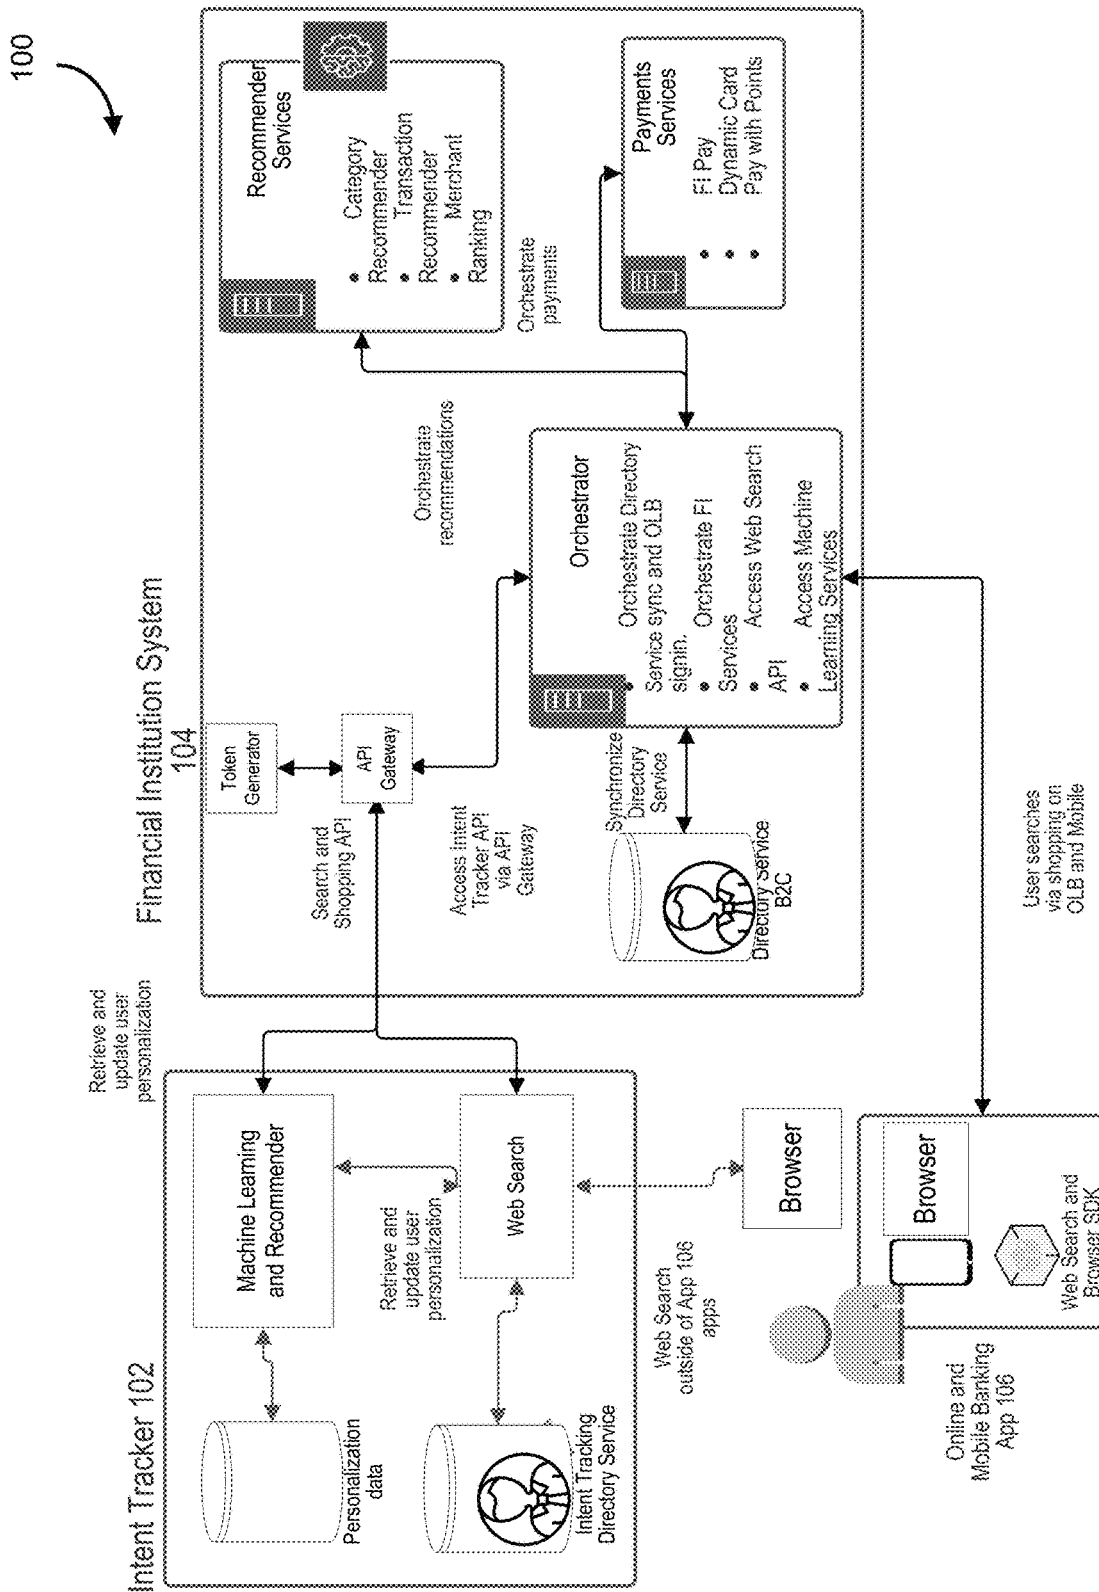 100
Financial Institution System
104
Intent Tracker 102
Recommender
Services
• Category
Recommender
• Transaction
Recommender
• Merchant
Ranking
Payments
Services
• FI Pay
• Dynamic Card
• Pay with Points
Orchestrate
payments
Orchestrate
recommendations
Orchestrator
• Orchestrate Directory
Service sync and OLB
signin.
• Orchestrate FI
Services
• Access Web Search
API
• Access Machine
Learning Services
Token
Generator
API
Gateway
Search and
Shopping API
Access Intent
Tracker API
via API
Gateway
Synchronize
Directory
Service
Directory Service
B2C
Retrieve and
update user
personalization
Machine Learning
and Recommender
Retrieve and
update user
personalization
Web Search
Personalization
data
Intent Tracking
Directory Service
Web Search
outside of App 106
apps
User searches
via shopping on
OLB and Mobile
Browser
Browser
Web Search and
Browser SDK
Online and
Mobile Banking
App 106